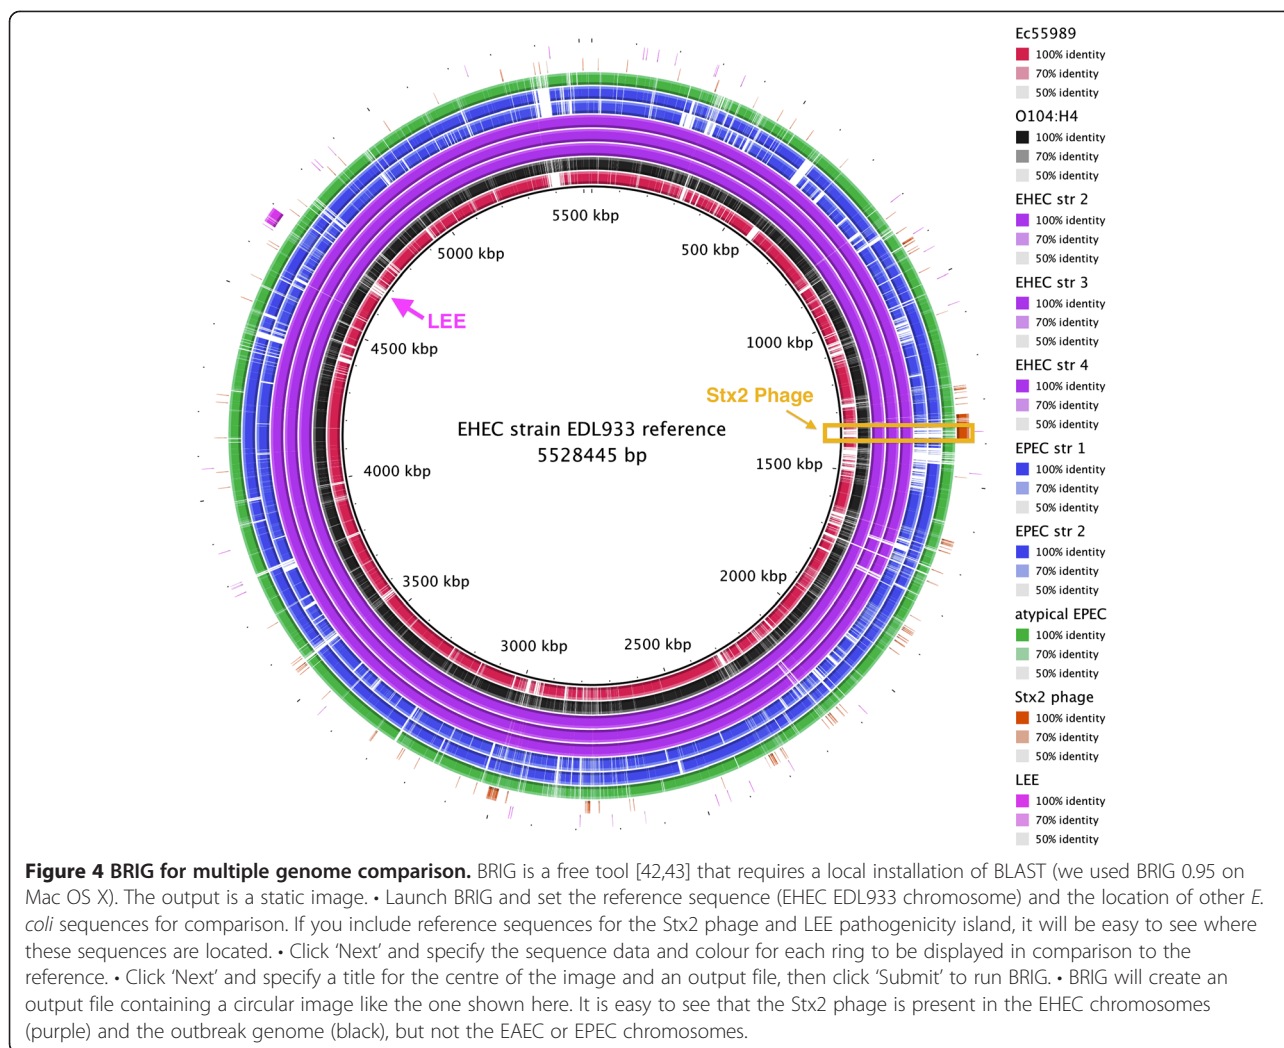 Ec55989
100% identity
70% identity
50% identity
O104:H4
100% identity
70% identity
50% identity
EHEC str 2
100% identity
70% identity
50% identity
EHEC str 3
100% identity
70% identity
50% identity
EHEC str 4
100% identity
70% identity
50% identity
EPEC str 1
100% identity
70% identity
50% identity
EPEC str 2
100% identity
70% identity
50% identity
atypical EPEC
100% identity
70% identity
50% identity
Stx2 phage
100% identity
70% identity
50% identity
LEE
100% identity
70% identity
50% identity
5500 kbp
500 kbp
1000 kbp
1500 kbp
2000 kbp
2500 kbp
3000 kbp
3500 kbp
4000 kbp
4500 kbp
5000 kbp
LEE
Stx2 Phage
EHEC strain EDL933 reference
5528445 bp
Figure 4 BRIG for multiple genome comparison. BRIG is a free tool [42,43] that requires a local installation of BLAST (we used BRIG 0.95 on
Mac OS X). The output is a static image. • Launch BRIG and set the reference sequence (EHEC EDL933 chromosome) and the location of other E.
coli sequences for comparison. If you include reference sequences for the Stx2 phage and LEE pathogenicity island, it will be easy to see where
these sequences are located. • Click ‘Next’ and specify the sequence data and colour for each ring to be displayed in comparison to the
reference. • Click ‘Next’ and specify a title for the centre of the image and an output file, then click ‘Submit’ to run BRIG. • BRIG will create an
output file containing a circular image like the one shown here. It is easy to see that the Stx2 phage is present in the EHEC chromosomes
(purple) and the outbreak genome (black), but not the EAEC or EPEC chromosomes.